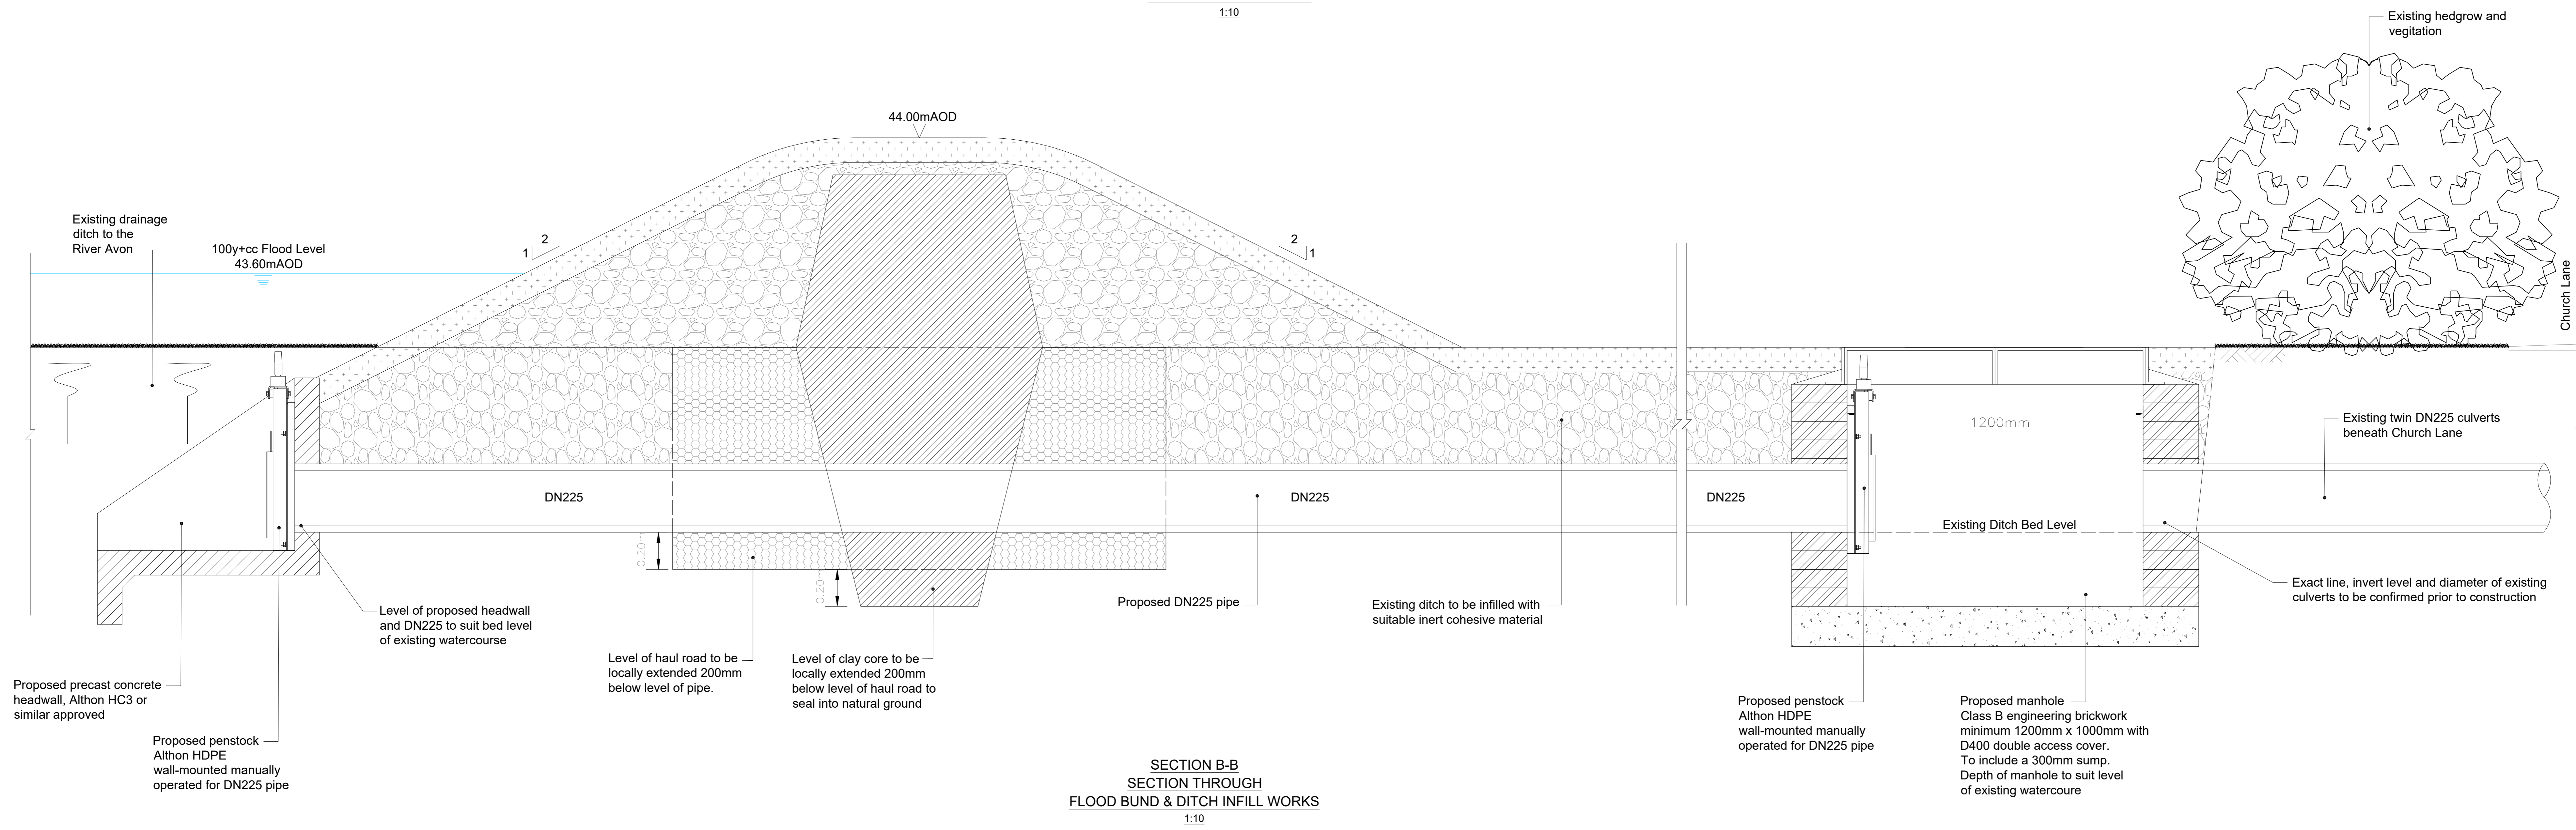 1:10
Existing hedgrow and
vegitation
44.00mAOD
Existing drainage
ditch to the
River Avon
100y+cc Flood Level
43.60mAOD
2
1
2
1
Church Lane
1200mm
Existing twin DN225 culverts
beneath Church Lane
DN225
DN225
DN225
Existing Ditch Bed Level
0.20m
0.20m
Level of proposed headwall
and DN225 to suit bed level
of existing watercourse
Proposed DN225 pipe
Existing ditch to be infilled with
suitable inert cohesive material
Exact line, invert level and diameter of existing
culverts to be confirmed prior to construction
Level of haul road to be
locally extended 200mm
below level of pipe.
Level of clay core to be
locally extended 200mm
below level of haul road to
seal into natural ground
Proposed precast concrete
headwall, Althon HC3 or
similar approved
Proposed penstock
Althon HDPE
wall-mounted manually
operated for DN225 pipe
Proposed penstock
Althon HDPE
wall-mounted manually
operated for DN225 pipe
Proposed manhole
Class B engineering brickwork
minimum 1200mm x 1000mm with
D400 double access cover.
To include a 300mm sump.
Depth of manhole to suit level
of existing watercoure
SECTION B-B
SECTION THROUGH
FLOOD BUND & DITCH INFILL WORKS
1:10